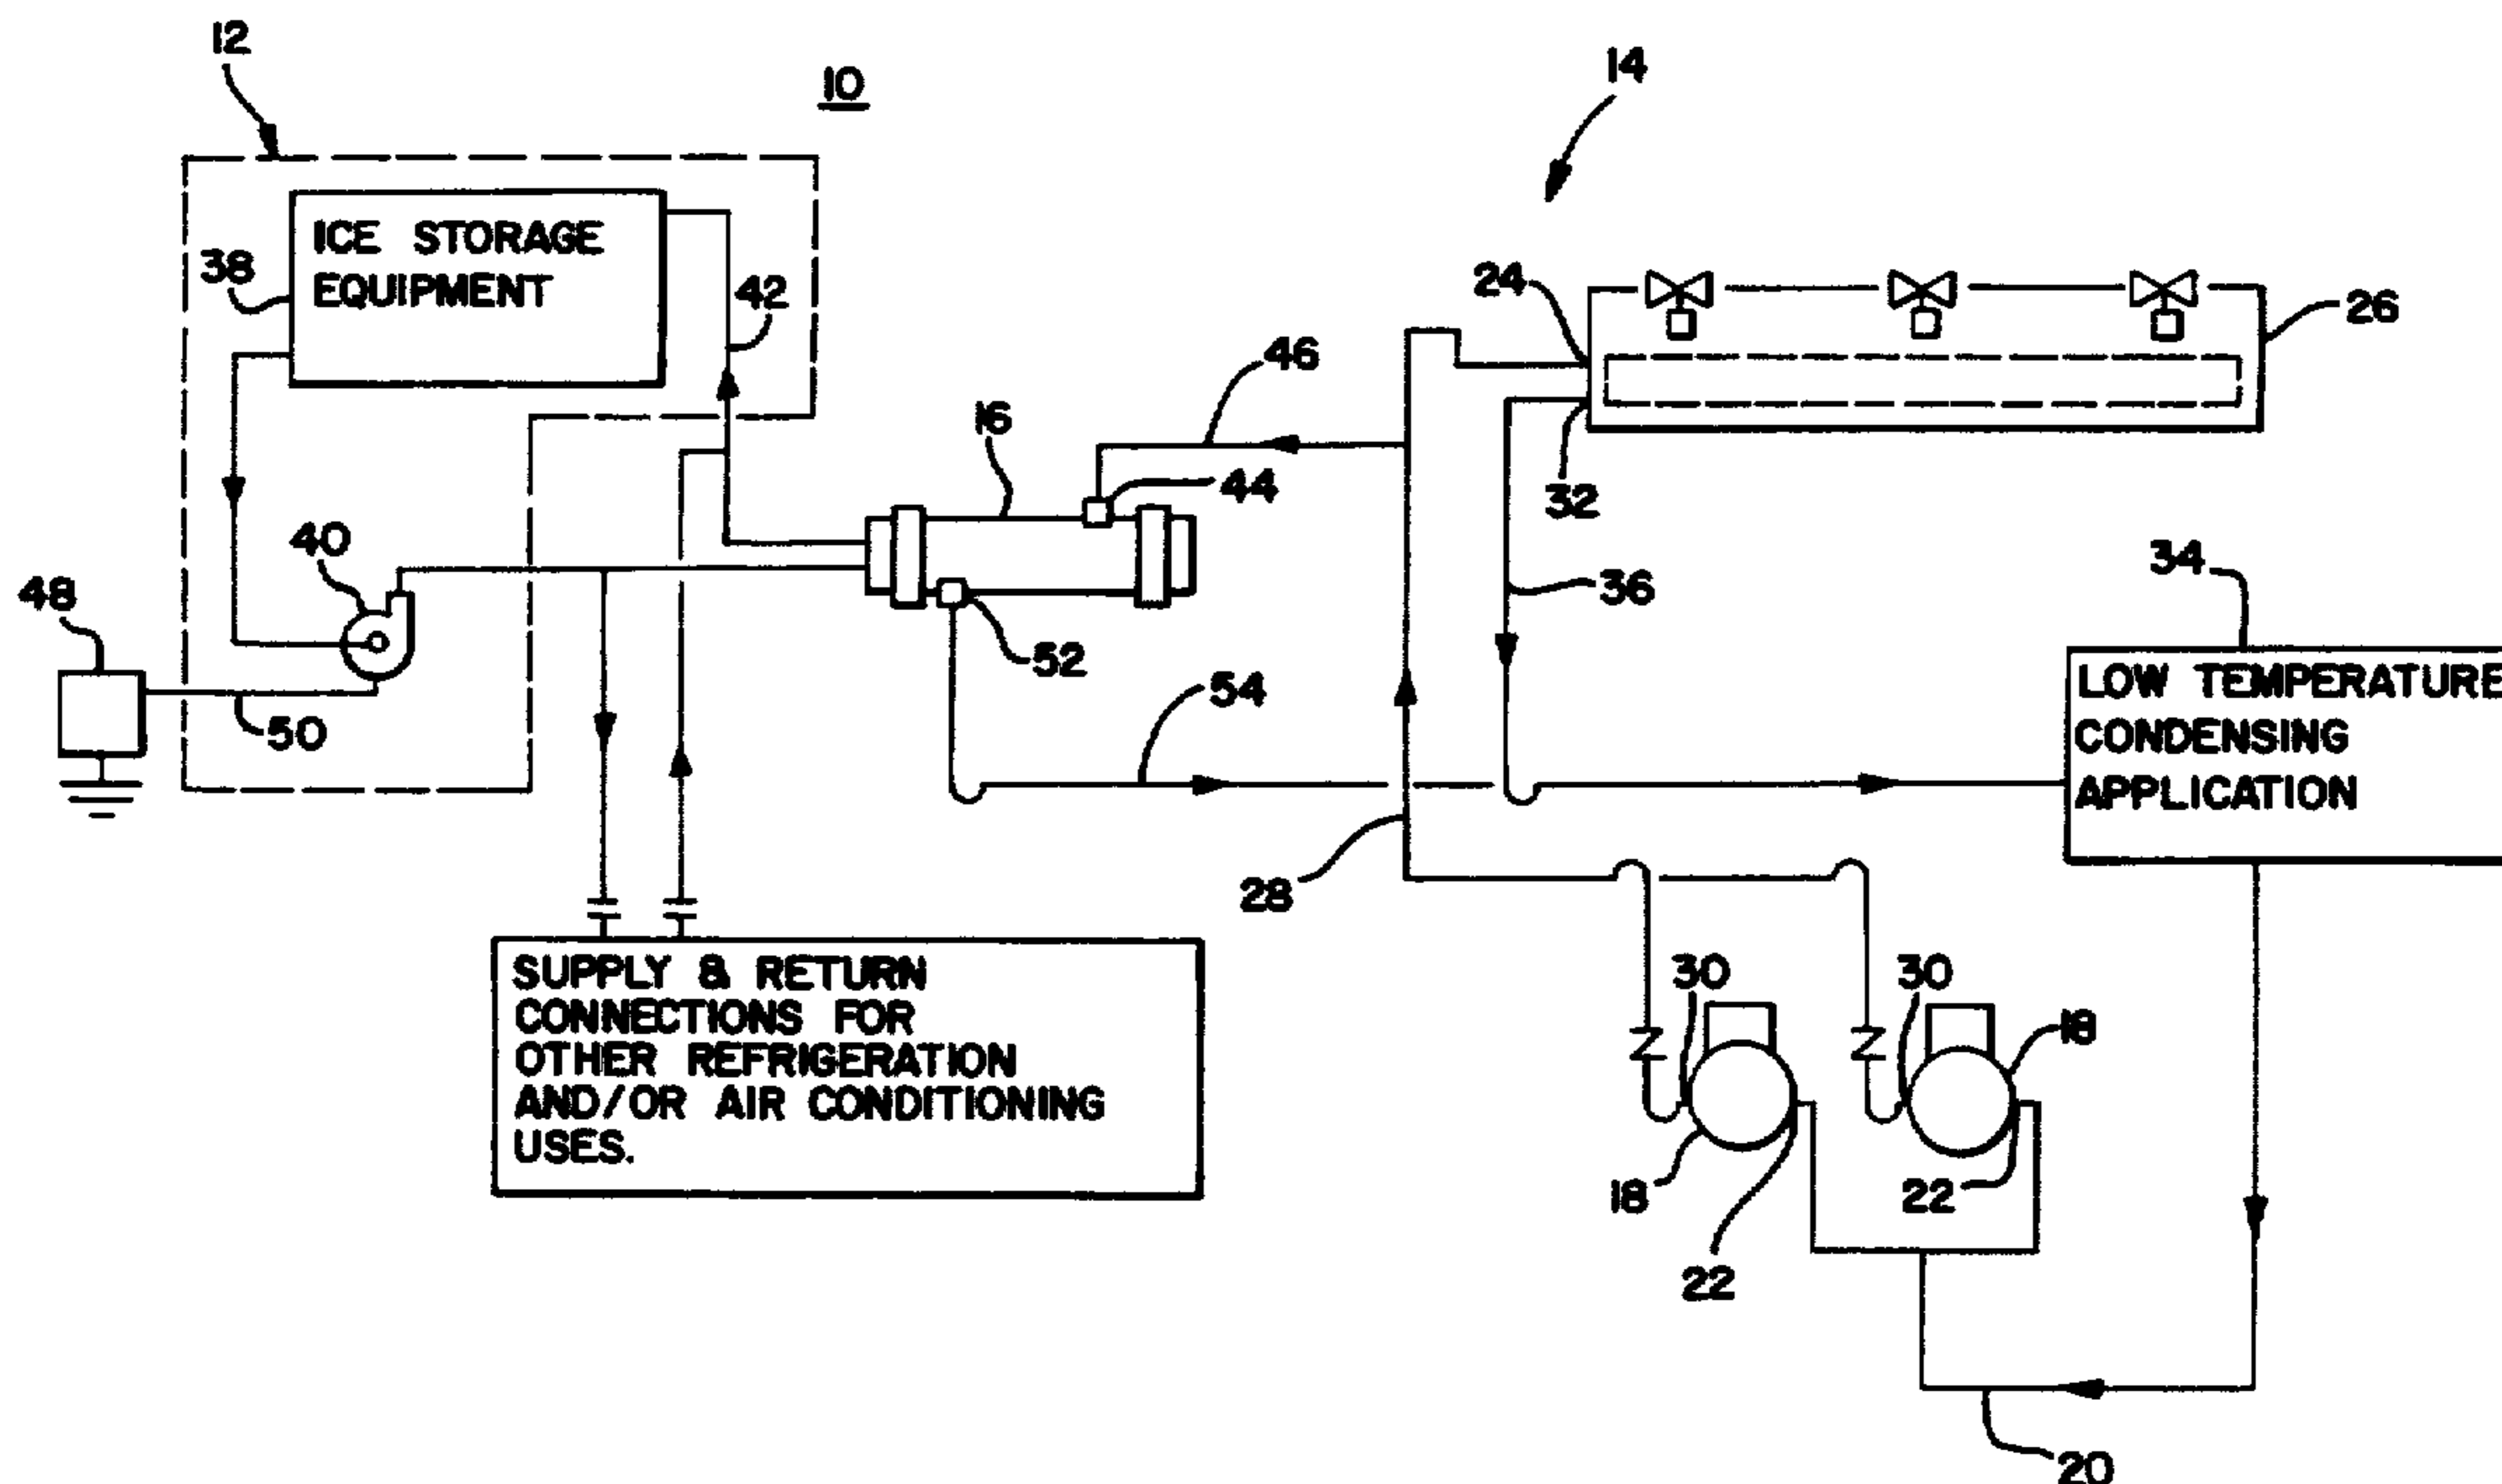 12
10
14
ICE STORAGE
EQUIPMENT
38
42
24
26
46
16
44
32
40
48
36
34
52
54
50
LOW TEMPERATURE
CONDENSING
APPLICATION
28
SUPPLY & RETURN
CONNECTIONS FOR
OTHER REFRIGERATION
AND/OR AIR CONDITIONING
USES.
30
30
18
18
22
22
20